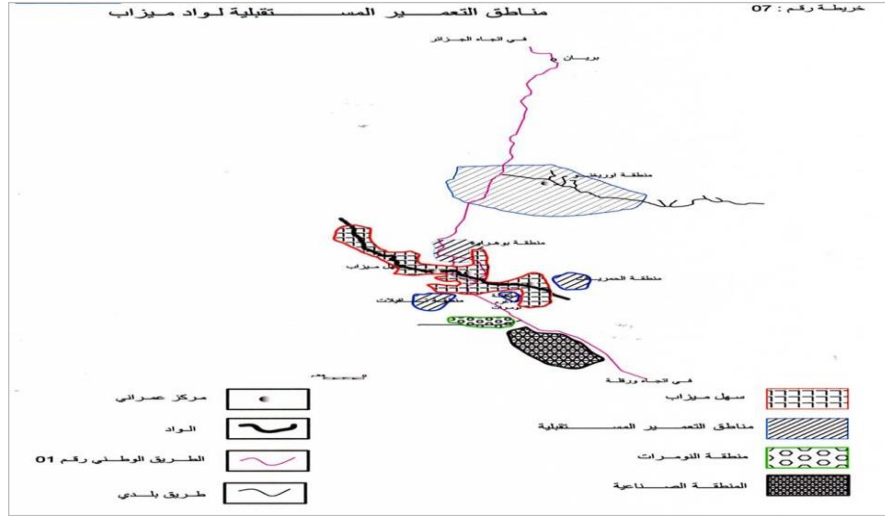 خريطة رقم : 07
مناطق التعمير المستقبلية لواد ميزاب
في اتجاه الجزائر
بريان
منطقة بوهراوة
منطقة
في اتجاه ورقلة
سهل ميزاب
مناطق التعمير المستقبلية
منطقة النومرات
المنطقة الصناعية
مركز عمراني
الواد
الطريق الوطني رقم 01
طريق بلدي